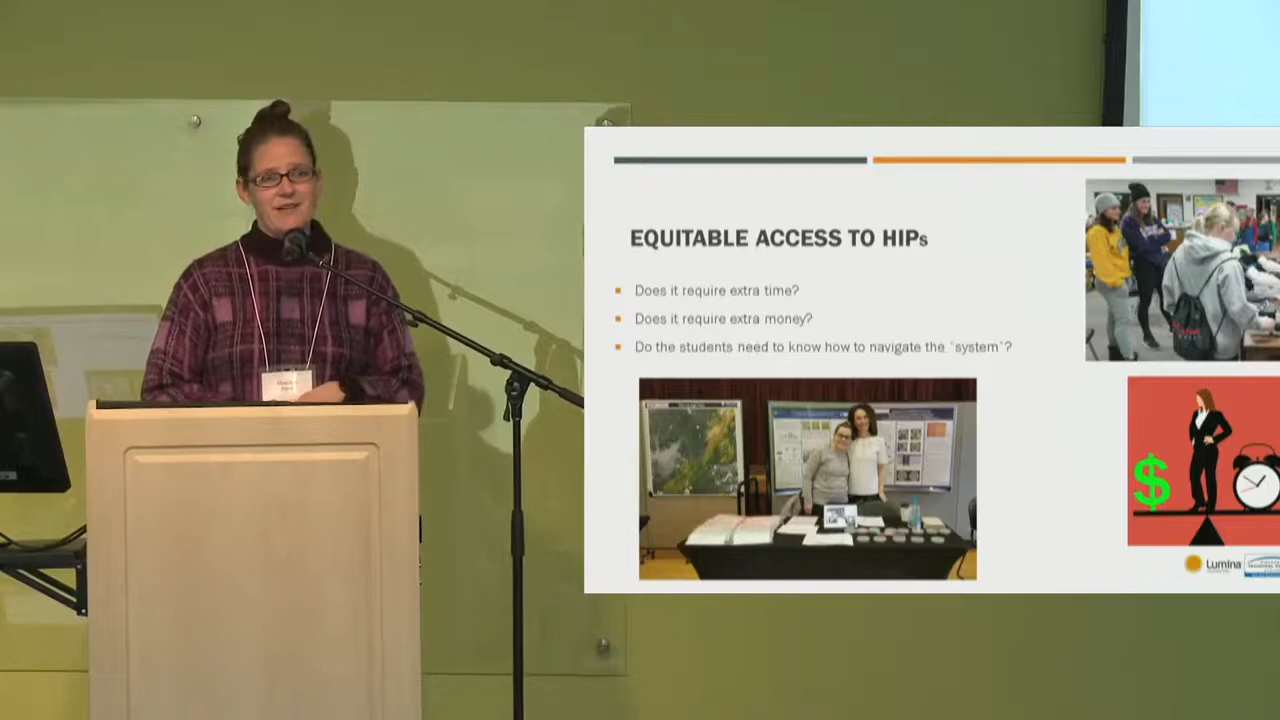 EQUITABLE ACCESS TO HIPs
Does it require extra time?
Does it require extra money?
Do the students need to know how to navigate the "system"?
$
Lumina